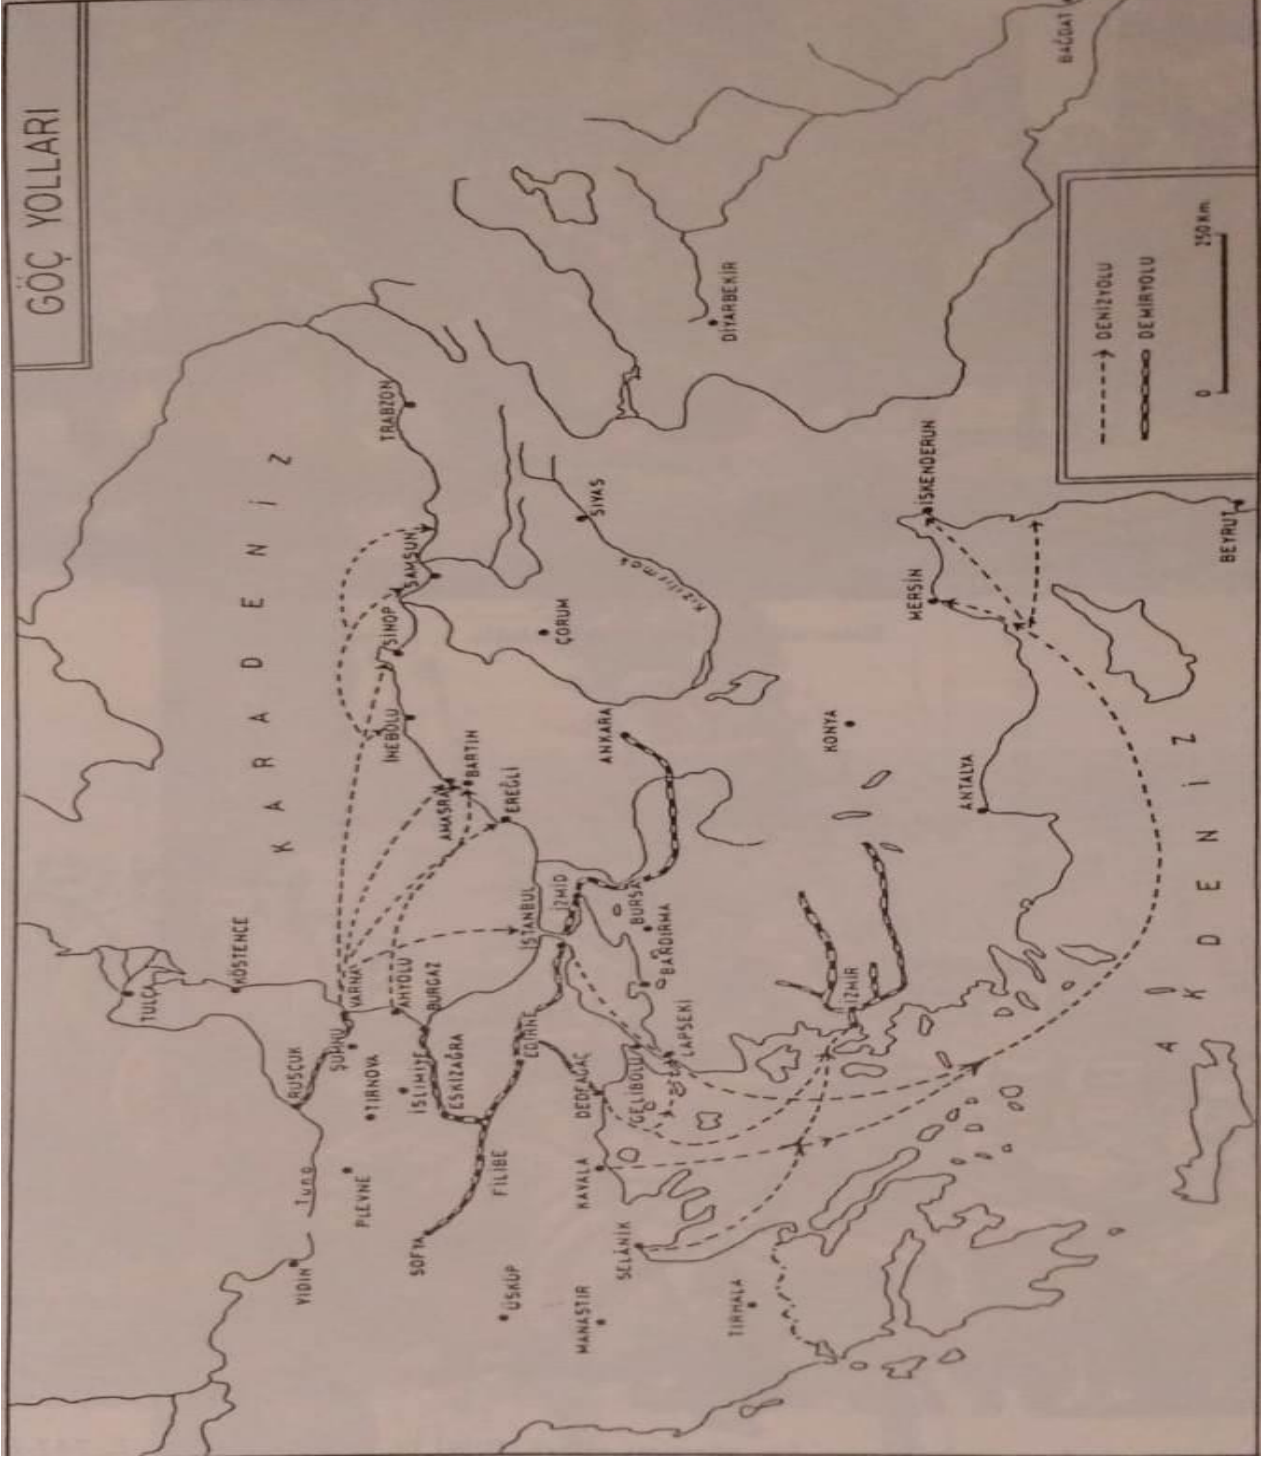 GÖÇ YOLLARI
KARADENİZ
TULÇA
KÖSTENCE
RUSÇUK
VARNA
ŞUMNU
AHYOLU
BURGAZ
TIRNOVA
İSLİMİYE
ESKİZAĞRA
Tuna
PLEVNE
VİDİN
SOFYA
FİLİBE
EDİRNE
DEDEAĞAÇ
KAVALA
SELÂNİK
ÜSKÜP
MANASTIR
TIRHALA
GELİBOLU
LAPSEKİ
İSTANBUL
İZMİD
BURSA
BANDIRMA
İZMİR
EREĞLİ
BARTIN
AMASRA
İNEBOLU
SİNOP
SAMSUN
TRABZON
ANKARA
ÇORUM
SİVAS
Kızılırmak
KONYA
ANTALYA
MERSİN
İSKENDERUN
DİYARBEKİR
BAĞDAT
BEYRUT
AKDENİZ
DENİZYOLU
DEMİRYOLU
0 250 Km.